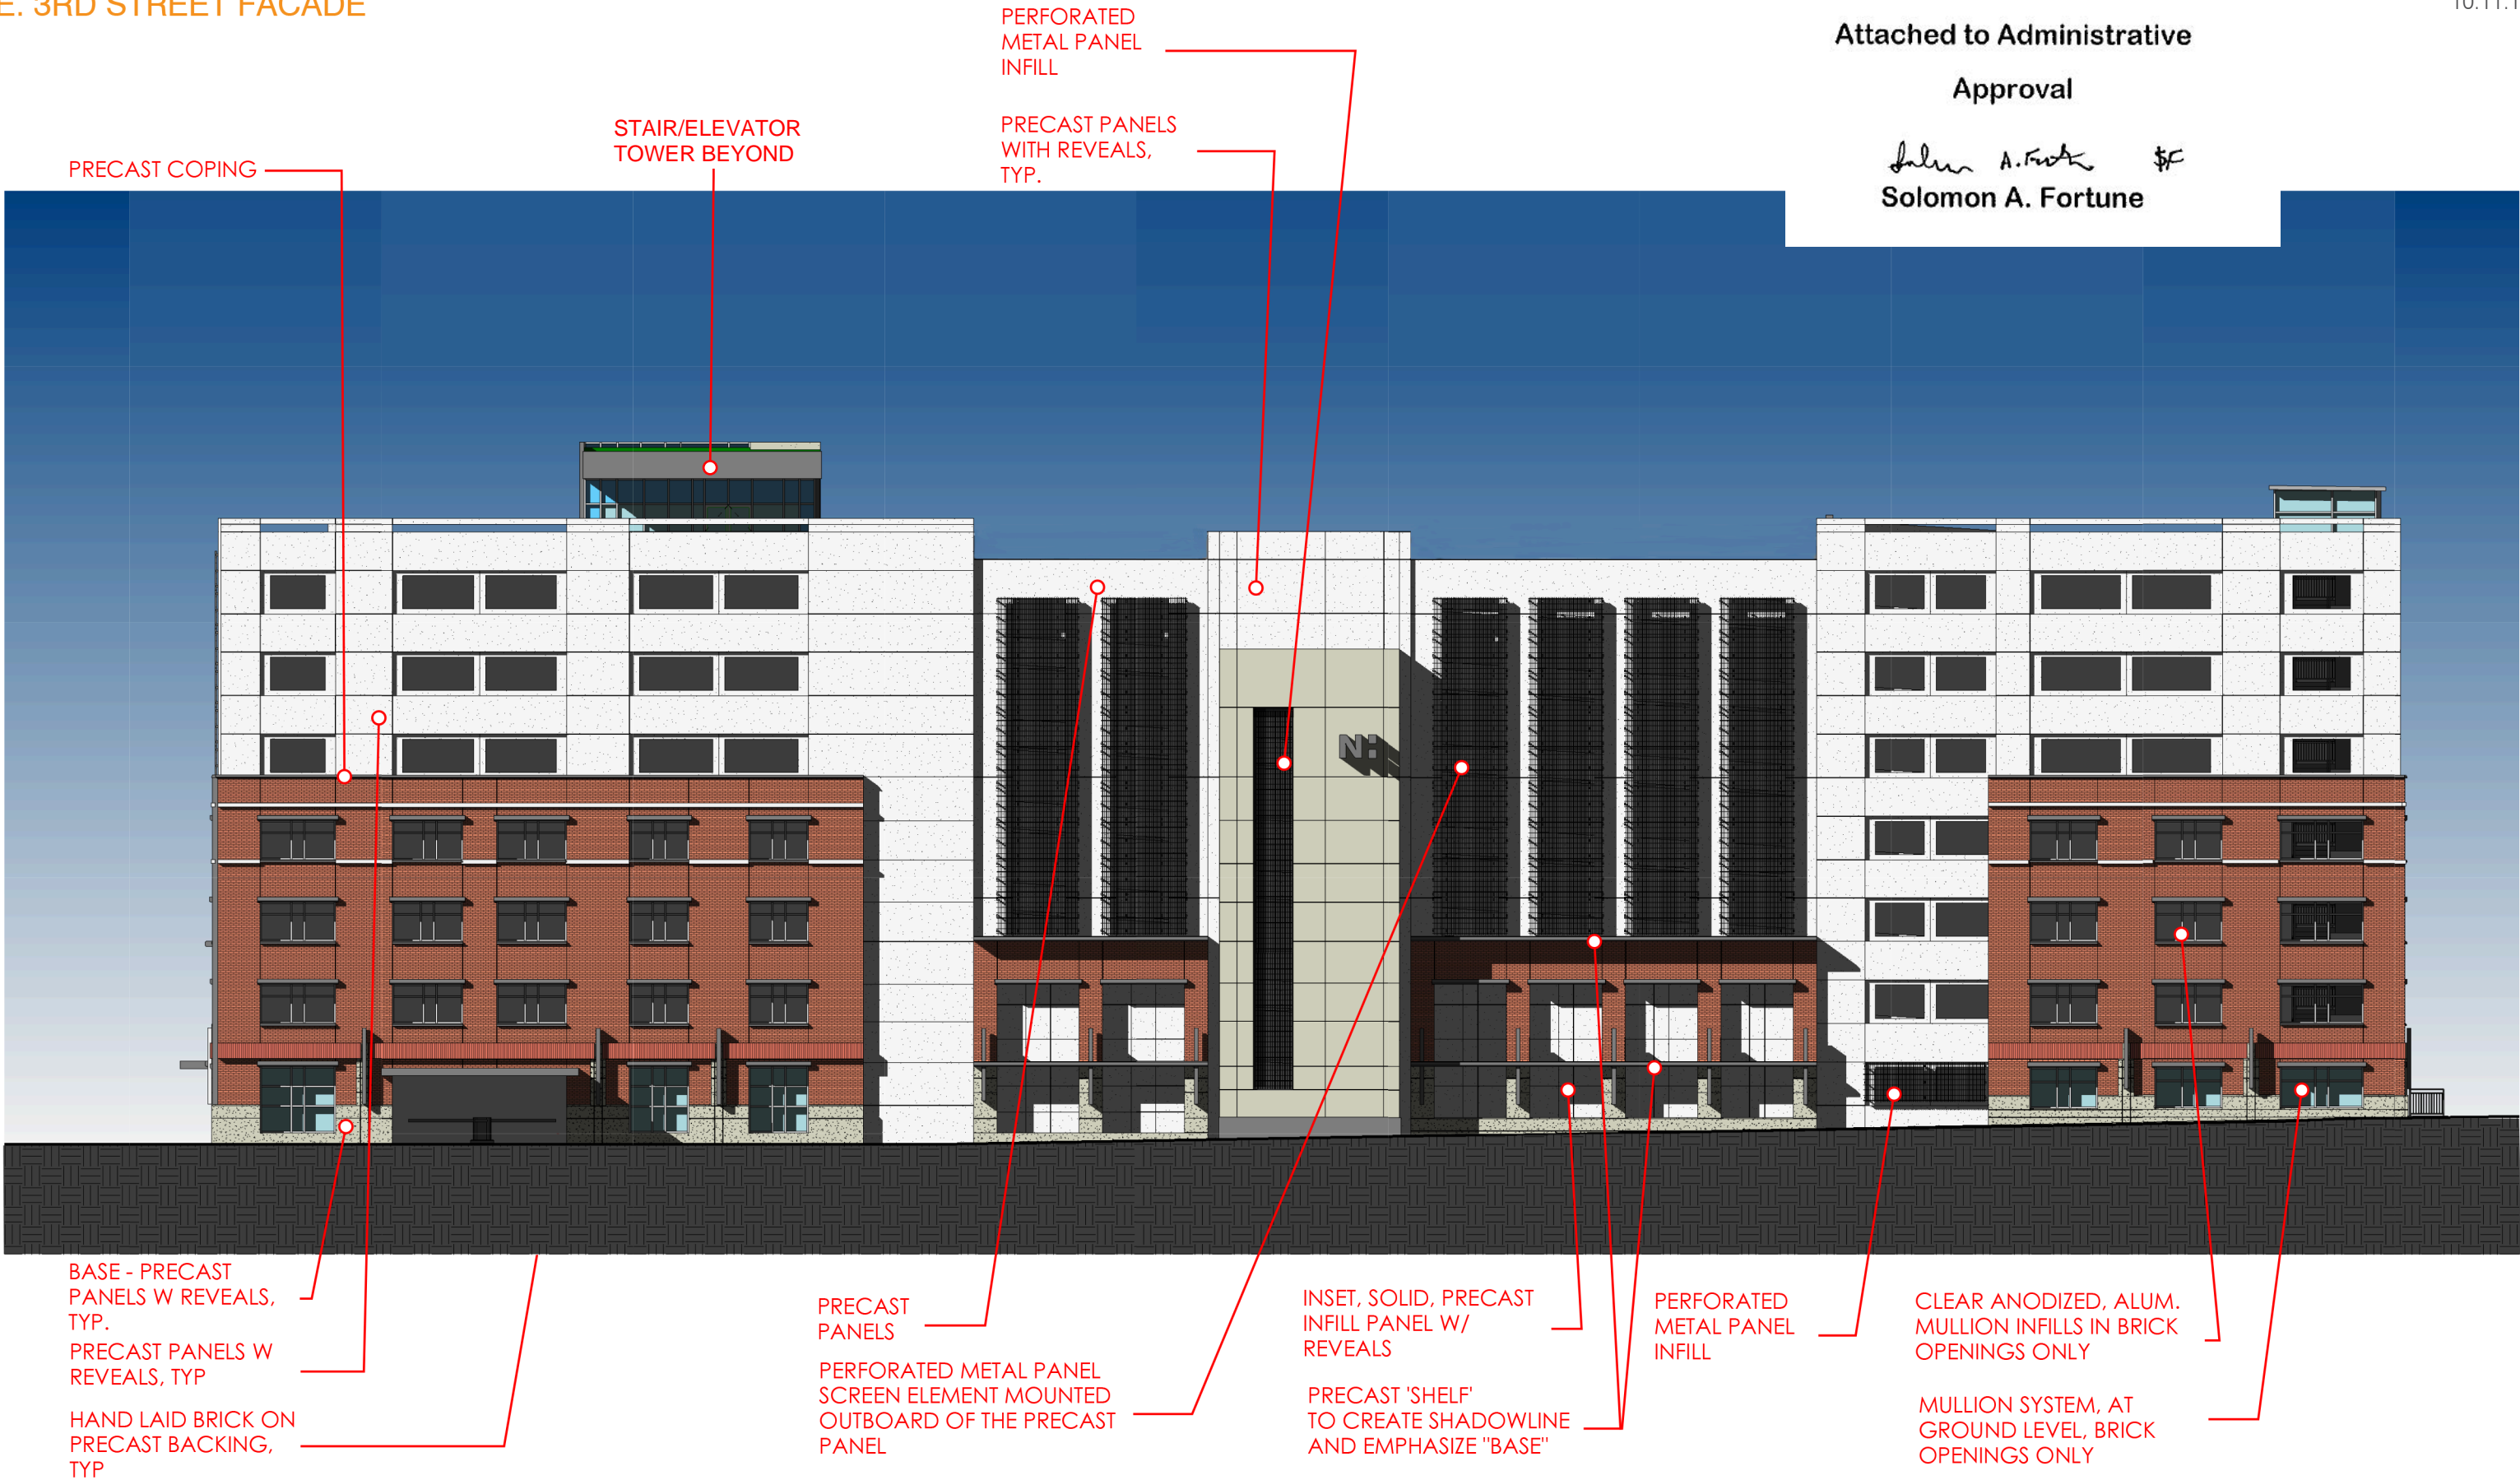 E. 3RD STREET FACADE
10.11.1
Attached to Administrative
Approval
Solomon A. Fortune
PERFORATED
METAL PANEL
INFILL
PRECAST PANELS
WITH REVEALS,
TYP.
STAIR/ELEVATOR
TOWER BEYOND
PRECAST COPING
NH
BASE - PRECAST
PANELS W REVEALS,
TYP.
PRECAST PANELS W
REVEALS, TYP
HAND LAID BRICK ON
PRECAST BACKING,
TYP
PRECAST
PANELS
PERFORATED METAL PANEL
SCREEN ELEMENT MOUNTED
OUTBOARD OF THE PRECAST
PANEL
INSET, SOLID, PRECAST
INFILL PANEL W/
REVEALS
PRECAST 'SHELF'
TO CREATE SHADOWLINE
AND EMPHASIZE "BASE"
PERFORATED
METAL PANEL
INFILL
CLEAR ANODIZED, ALUM.
MULLION INFILLS IN BRICK
OPENINGS ONLY
MULLION SYSTEM, AT
GROUND LEVEL, BRICK
OPENINGS ONLY